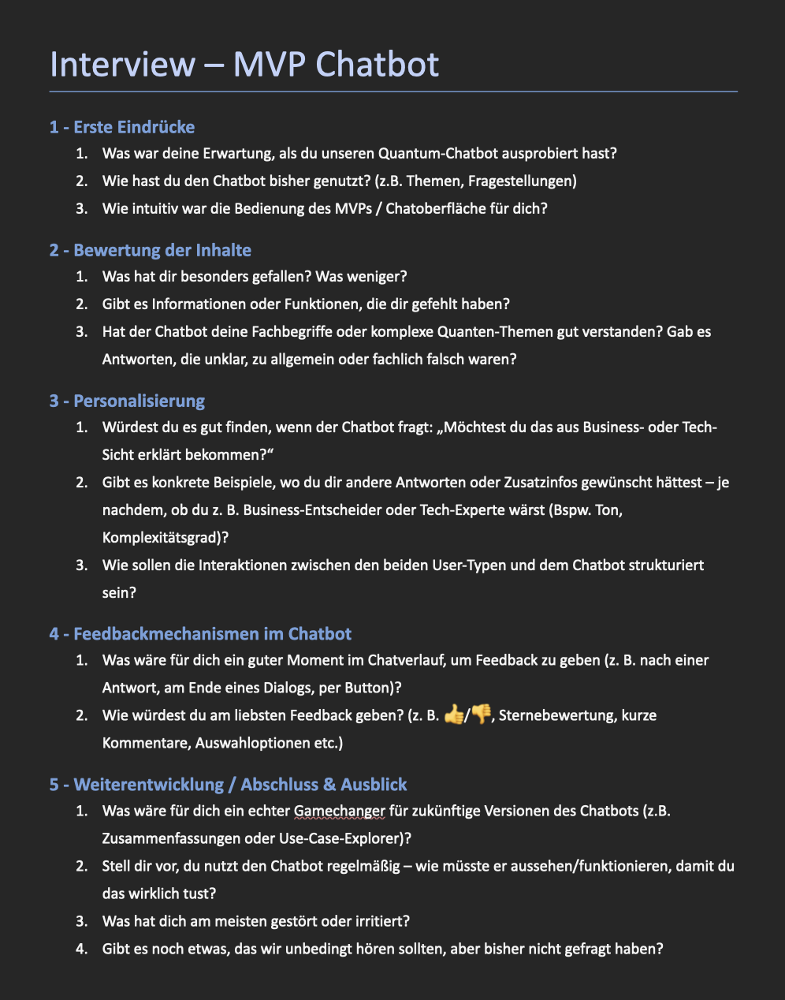 Interview – MVP Chatbot
1 - Erste Eindrücke
1. Was war deine Erwartung, als du unseren Quantum-Chatbot ausprobiert hast?
2. Wie hast du den Chatbot bisher genutzt? (z.B. Themen, Fragestellungen)
3. Wie intuitiv war die Bedienung des MVPs / Chatoberfläche für dich?
2 - Bewertung der Inhalte
1. Was hat dir besonders gefallen? Was weniger?
2. Gibt es Informationen oder Funktionen, die dir gefehlt haben?
3. Hat der Chatbot deine Fachbegriffe oder komplexe Quanten-Themen gut verstanden? Gab es
Antworten, die unklar, zu allgemein oder fachlich falsch waren?
3 - Personalisierung
1. Würdest du es gut finden, wenn der Chatbot fragt: „Möchtest du das aus Business- oder Tech-
Sicht erklärt bekommen?“
2. Gibt es konkrete Beispiele, wo du dir andere Antworten oder Zusatzinfos gewünscht hättest – je
nachdem, ob du z. B. Business-Entscheider oder Tech-Experte wärst (Bspw. Ton,
Komplexitätsgrad)?
3. Wie sollen die Interaktionen zwischen den beiden User-Typen und dem Chatbot strukturiert
sein?
4 - Feedbackmechanismen im Chatbot
1. Was wäre für dich ein guter Moment im Chatverlauf, um Feedback zu geben (z. B. nach einer
Antwort, am Ende eines Dialogs, per Button)?
2. Wie würdest du am liebsten Feedback geben? (z. B. 👍/👎, Sternebewertung, kurze
Kommentare, Auswahloptionen etc.)
5 - Weiterentwicklung / Abschluss & Ausblick
1. Was wäre für dich ein echter Gamechanger für zukünftige Versionen des Chatbots (z.B.
Zusammenfassungen oder Use-Case-Explorer)?
2. Stell dir vor, du nutzt den Chatbot regelmäßig – wie müsste er aussehen/funktionieren, damit du
das wirklich tust?
3. Was hat dich am meisten gestört oder irritiert?
4. Gibt es noch etwas, das wir unbedingt hören sollten, aber bisher nicht gefragt haben?